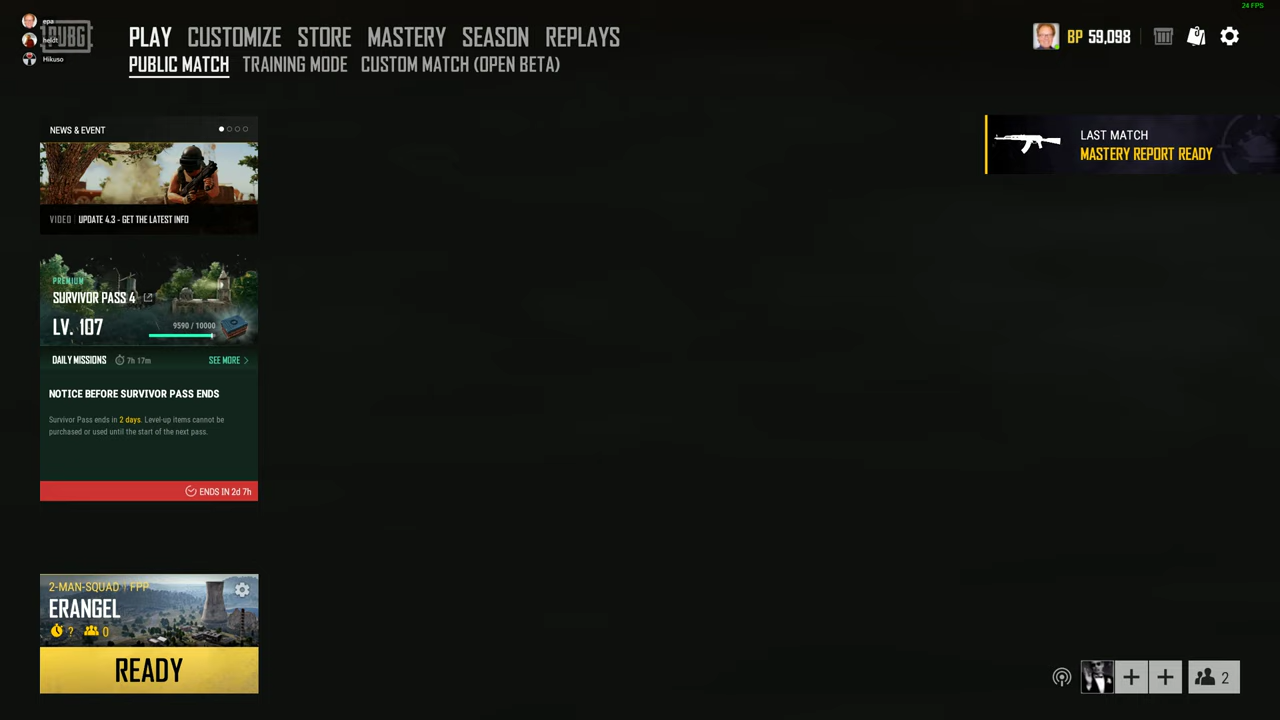 24 FPS
epa
heldt
Hikuso
PUBG
PLAY CUSTOMIZE STORE MASTERY SEASON REPLAYS
PUBLIC MATCH TRAINING MODE CUSTOM MATCH (OPEN BETA)
BP 59,098
NEWS & EVENT
VIDEO | UPDATE 4.3 - GET THE LATEST INFO
LAST MATCH
MASTERY REPORT READY
PREMIUM
SURVIVOR PASS 4
LV. 107
9590 / 10000
DAILY MISSIONS 7h 17m SEE MORE
NOTICE BEFORE SURVIVOR PASS ENDS
Survivor Pass ends in 2 days. Level-up items cannot be
purchased or used until the start of the next pass.
ENDS IN 2d 7h
2-MAN-SQUAD | FPP
ERANGEL
? 0
READY
2